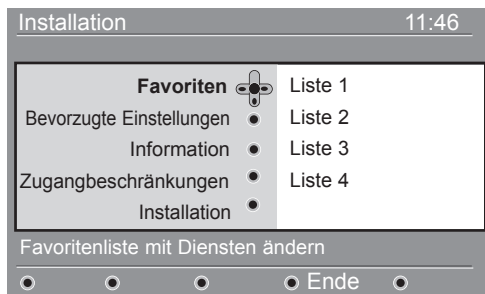 Installation 11:46
Favoriten Liste 1
Bevorzugte Einstellungen Liste 2
Information Liste 3
Zugangbeschränkungen Liste 4
Installation
Favoritenliste mit Diensten ändern
Ende